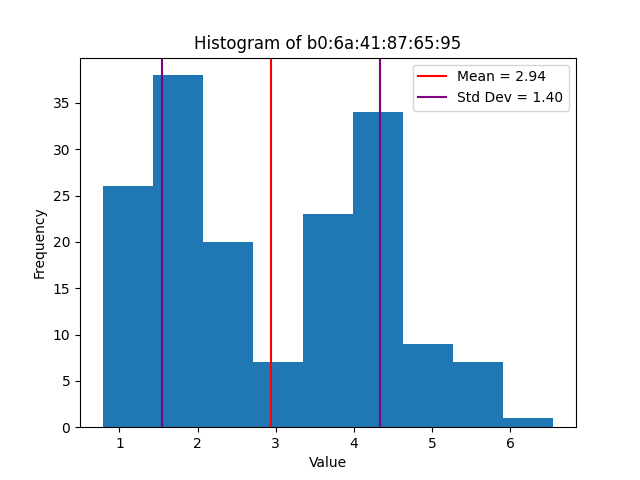 Histogram of b0:6a:41:87:65:95
Mean = 2.94
Std Dev = 1.40
Frequency
35
30
25
20
15
10
5
0
1 2 3 4 5 6
Value